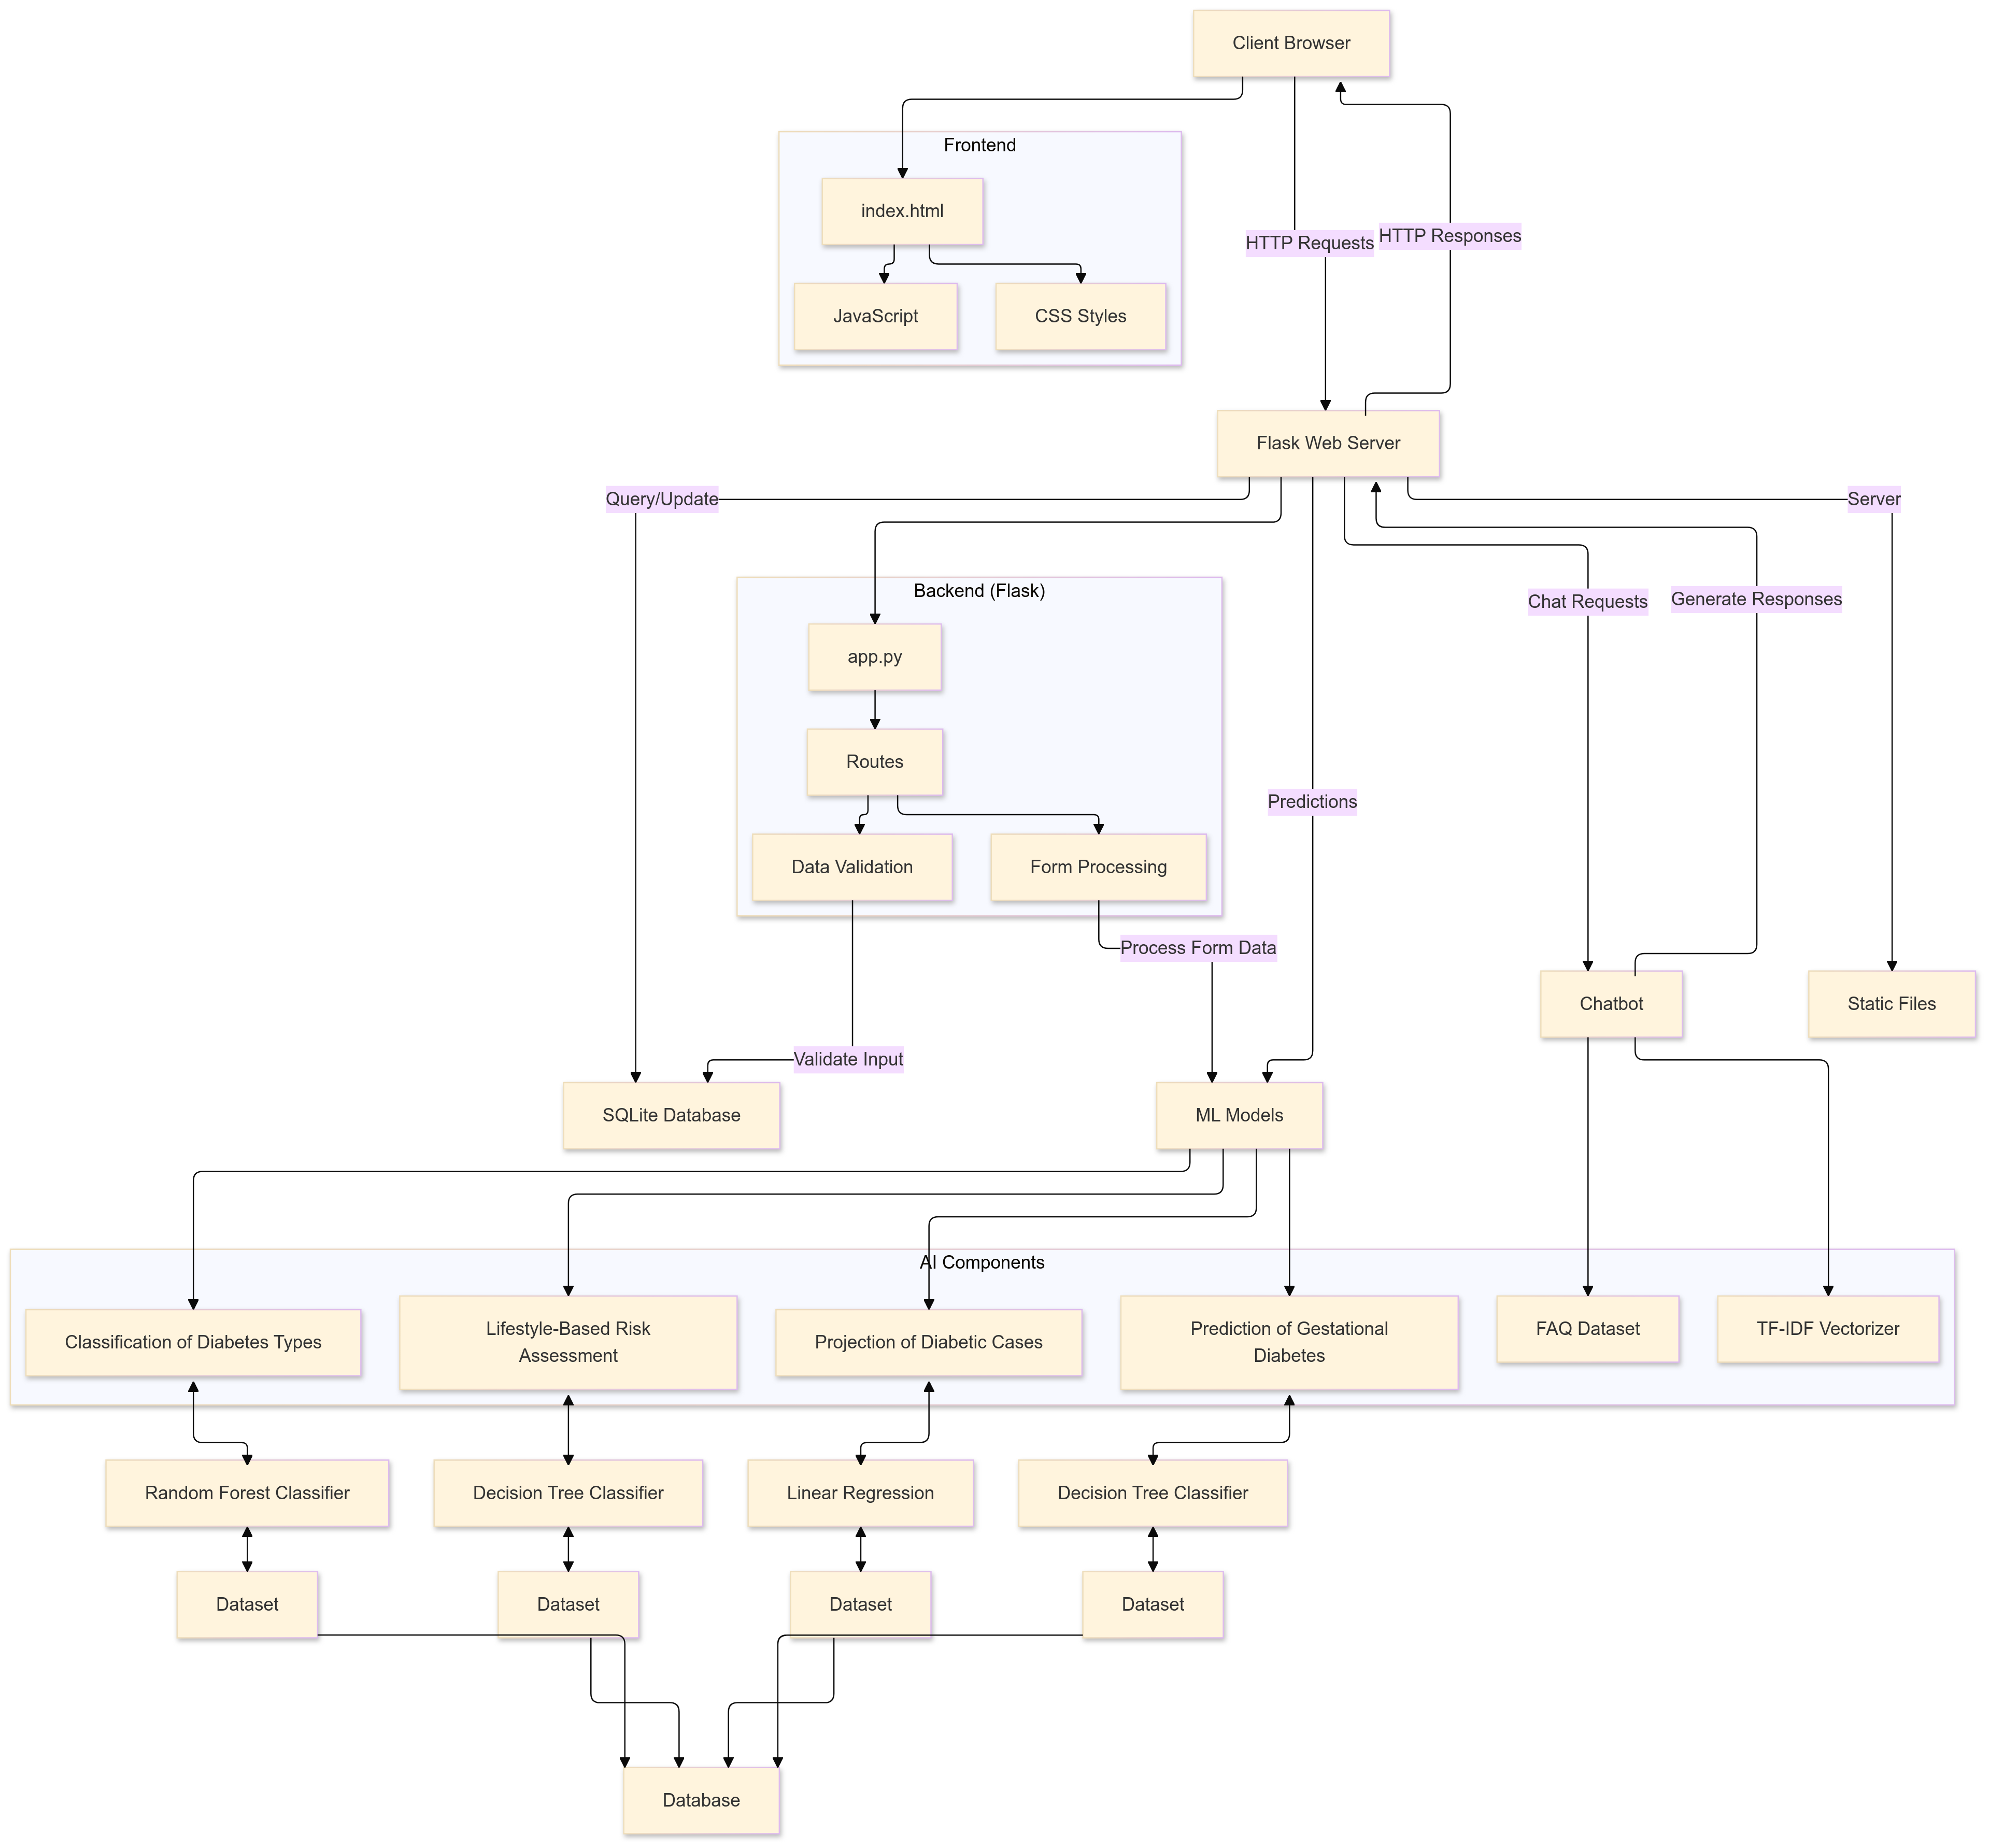 Client Browser
Frontend
index.html
HTTP Requests
HTTP Responses
JavaScript
CSS Styles
Flask Web Server
Query/Update
Server
Backend (Flask)
Chat Requests
Generate Responses
app.py
Routes
Predictions
Data Validation
Form Processing
Process Form Data
Chatbot
Static Files
Validate Input
SQLite Database
ML Models
AI Components
Classification of Diabetes Types
Lifestyle-Based Risk
Assessment
Projection of Diabetic Cases
Prediction of Gestational
Diabetes
FAQ Dataset
TF-IDF Vectorizer
Random Forest Classifier
Decision Tree Classifier
Linear Regression
Decision Tree Classifier
Dataset
Dataset
Dataset
Dataset
Database